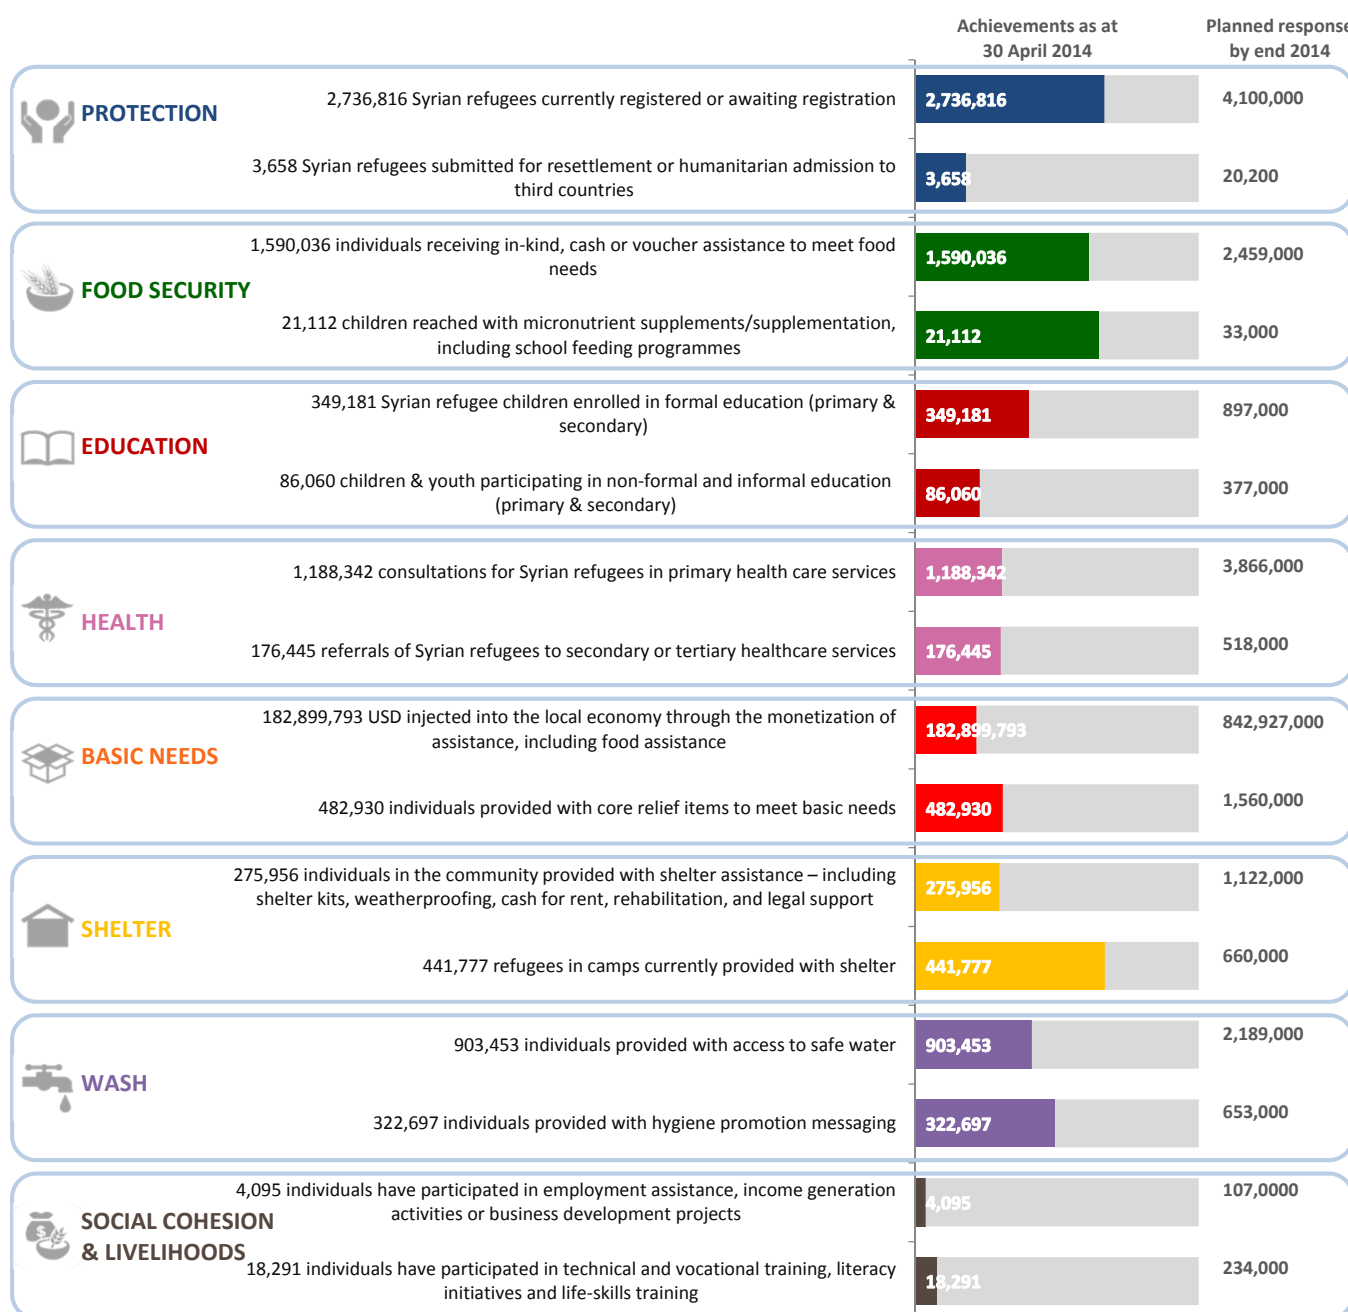 Achievements as at
30 April 2014
Planned response
by end 2014
PROTECTION
2,736,816 Syrian refugees currently registered or awaiting registration
2,736,816
4,100,000
3,658 Syrian refugees submitted for resettlement or humanitarian admission to
third countries
3,658
20,200
FOOD SECURITY
1,590,036 individuals receiving in-kind, cash or voucher assistance to meet food
needs
1,590,036
2,459,000
21,112 children reached with micronutrient supplements/supplementation,
including school feeding programmes
21,112
33,000
EDUCATION
349,181 Syrian refugee children enrolled in formal education (primary &
secondary)
349,181
897,000
86,060 children & youth participating in non-formal and informal education
(primary & secondary)
86,060
377,000
HEALTH
1,188,342 consultations for Syrian refugees in primary health care services
1,188,342
3,866,000
176,445 referrals of Syrian refugees to secondary or tertiary healthcare services
176,445
518,000
BASIC NEEDS
182,899,793 USD injected into the local economy through the monetization of
assistance, including food assistance
182,899,793
842,927,000
482,930 individuals provided with core relief items to meet basic needs
482,930
1,560,000
SHELTER
275,956 individuals in the community provided with shelter assistance – including
shelter kits, weatherproofing, cash for rent, rehabilitation, and legal support
275,956
1,122,000
441,777 refugees in camps currently provided with shelter
441,777
660,000
WASH
903,453 individuals provided with access to safe water
903,453
2,189,000
322,697 individuals provided with hygiene promotion messaging
322,697
653,000
SOCIAL COHESION
& LIVELIHOODS
4,095 individuals have participated in employment assistance, income generation
activities or business development projects
4,095
107,0000
18,291 individuals have participated in technical and vocational training, literacy
initiatives and life-skills training
18,291
234,000